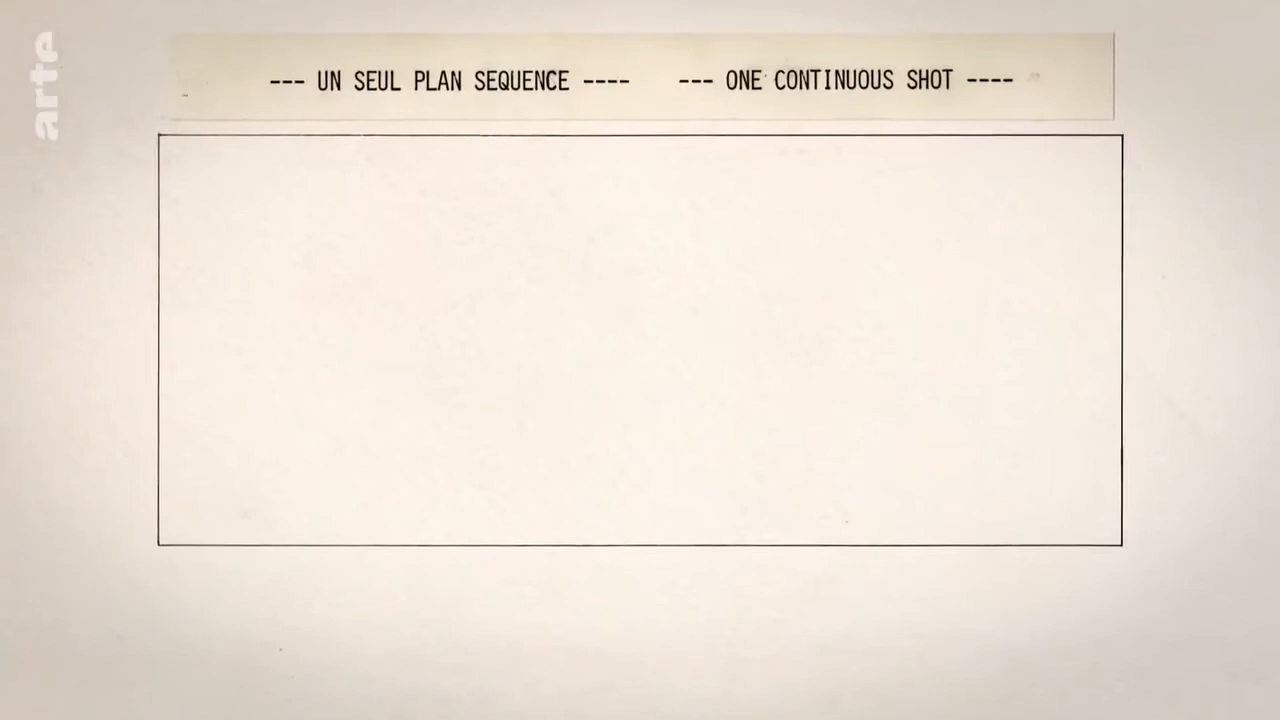 arte
--- UN SEUL PLAN SEQUENCE ---- --- ONE CONTINUOUS SHOT ----